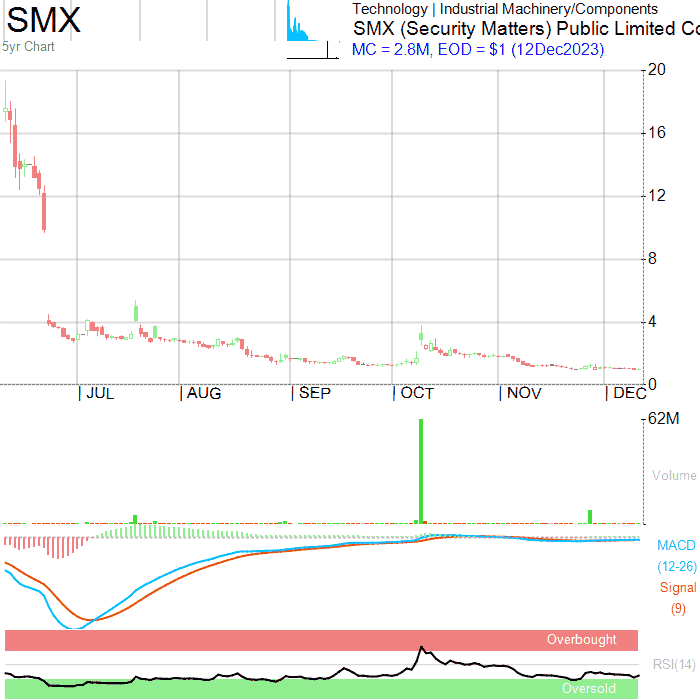 SMX
5yr Chart
Technology | Industrial Machinery/Components
SMX (Security Matters) Public Limited Co
MC = 2.8M, EOD = $1 (12Dec2023)
20
16
12
8
4
0
JUL
AUG
SEP
OCT
NOV
DEC
62M
Volume
MACD
(12-26)
Signal
(9)
Overbought
RSI(14)
Oversold